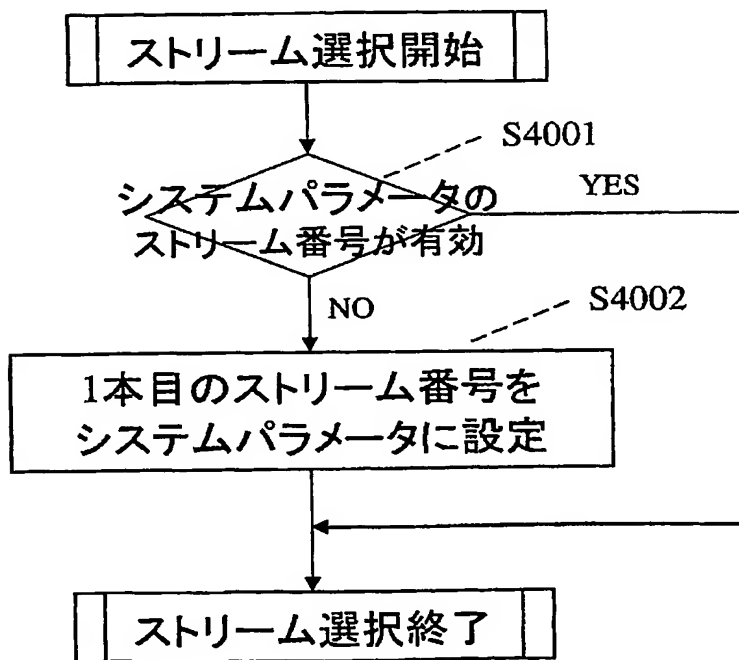 ストリーム選択開始
S4001
システムパラメータの
ストリーム番号が有効
YES
NO
S4002
1本目のストリーム番号を
システムパラメータに設定
ストリーム選択終了